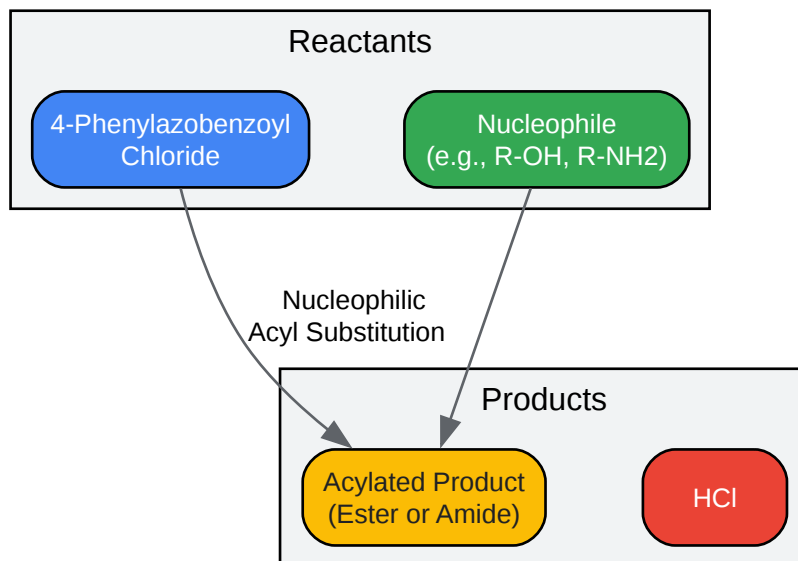 Reactants
4-Phenylazobenzoyl
Chloride
Nucleophile
(e.g., R-OH, R-NH2)
Nucleophilic
Acyl Substitution
Products
Acylated Product
(Ester or Amide)
HCl